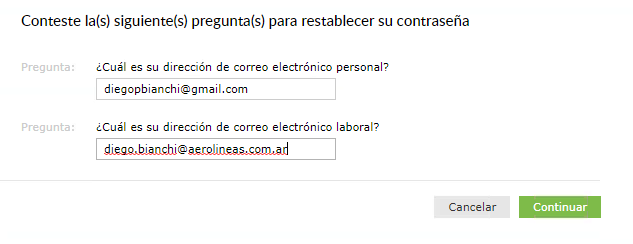 Conteste la(s) siguiente(s) pregunta(s) para restablecer su contraseña
Pregunta: ¿Cuál es su dirección de correo electrónico personal?
diegopbianchi@gmail.com
Pregunta: ¿Cuál es su dirección de correo electrónico laboral?
diego.bianchi@aerolineas.com.ar
Cancelar Continuar